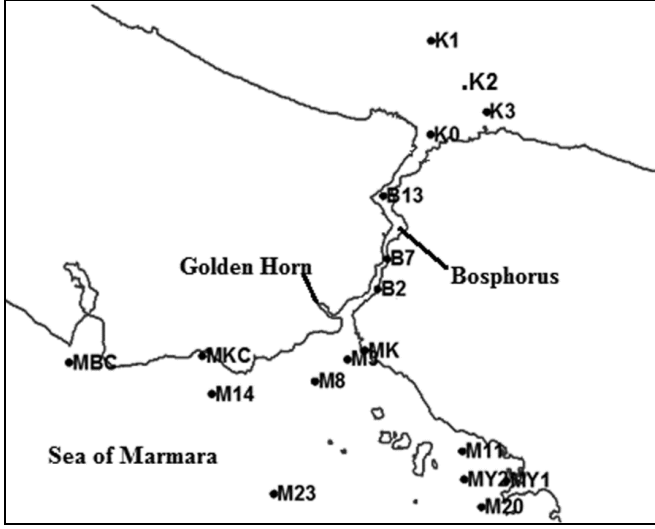 K1
K2
K3
K0
B13
B7
Golden Horn
Bosphorus
B2
MBC
MKC
MK
M8
M14
Sea of Marmara
M11
MY2
MY1
M23
M20